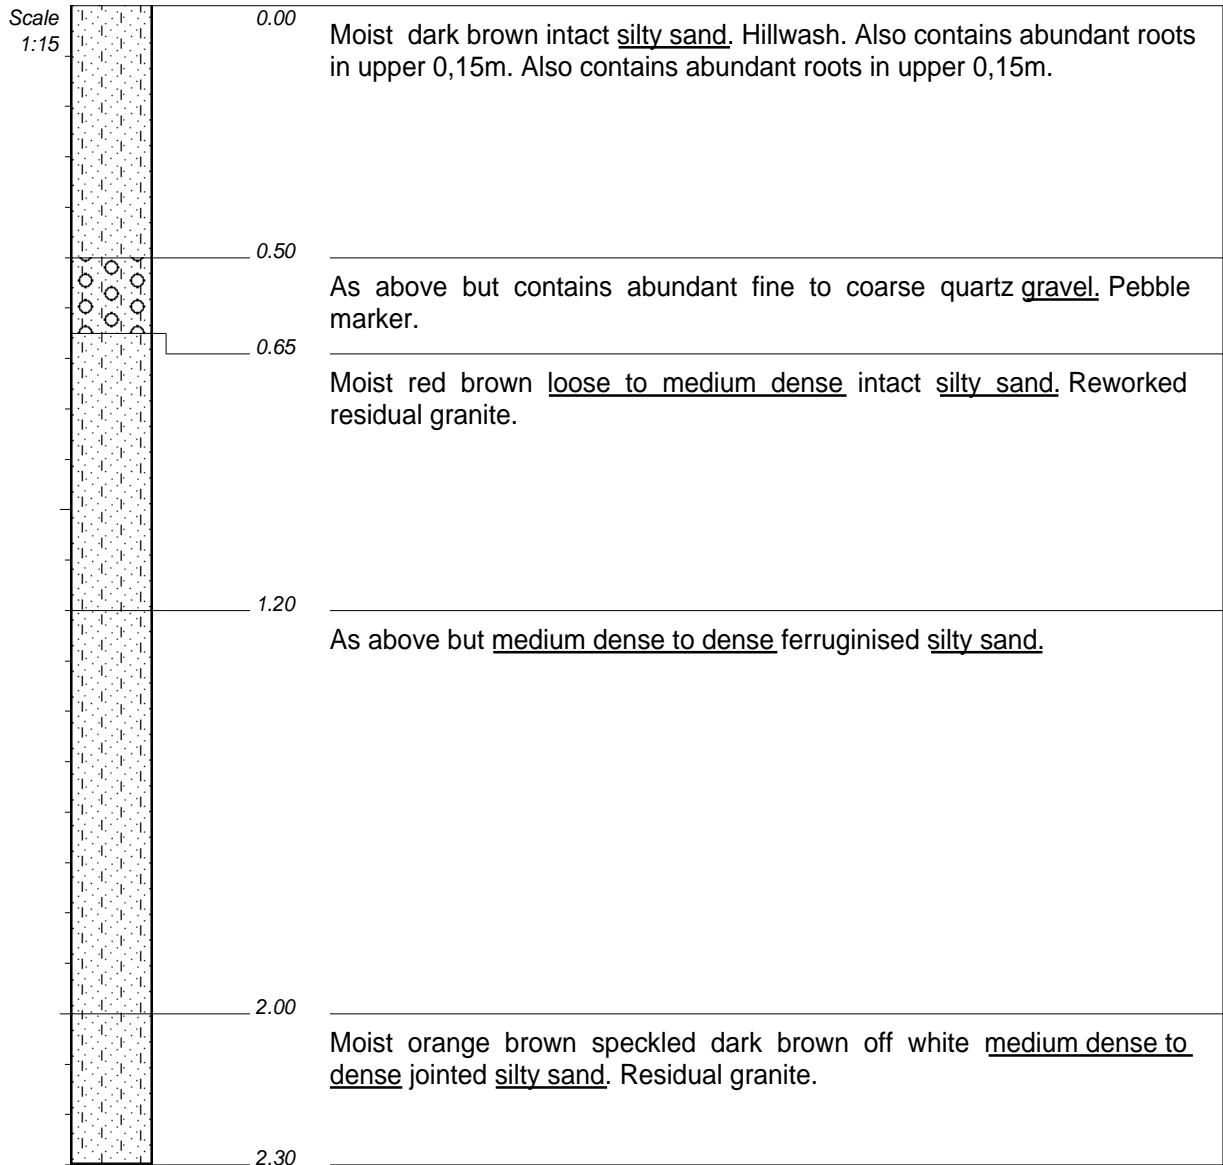 Scale
1:15
0.00
Moist dark brown intact silty sand. Hillwash. Also contains abundant roots
in upper 0,15m. Also contains abundant roots in upper 0,15m.
0.50
As above but contains abundant fine to coarse quartz gravel. Pebble
marker.
0.65
Moist red brown loose to medium dense intact silty sand. Reworked
residual granite.
1.20
As above but medium dense to dense ferruginised silty sand.
2.00
Moist orange brown speckled dark brown off white medium dense to
dense jointed silty sand. Residual granite.
2.30